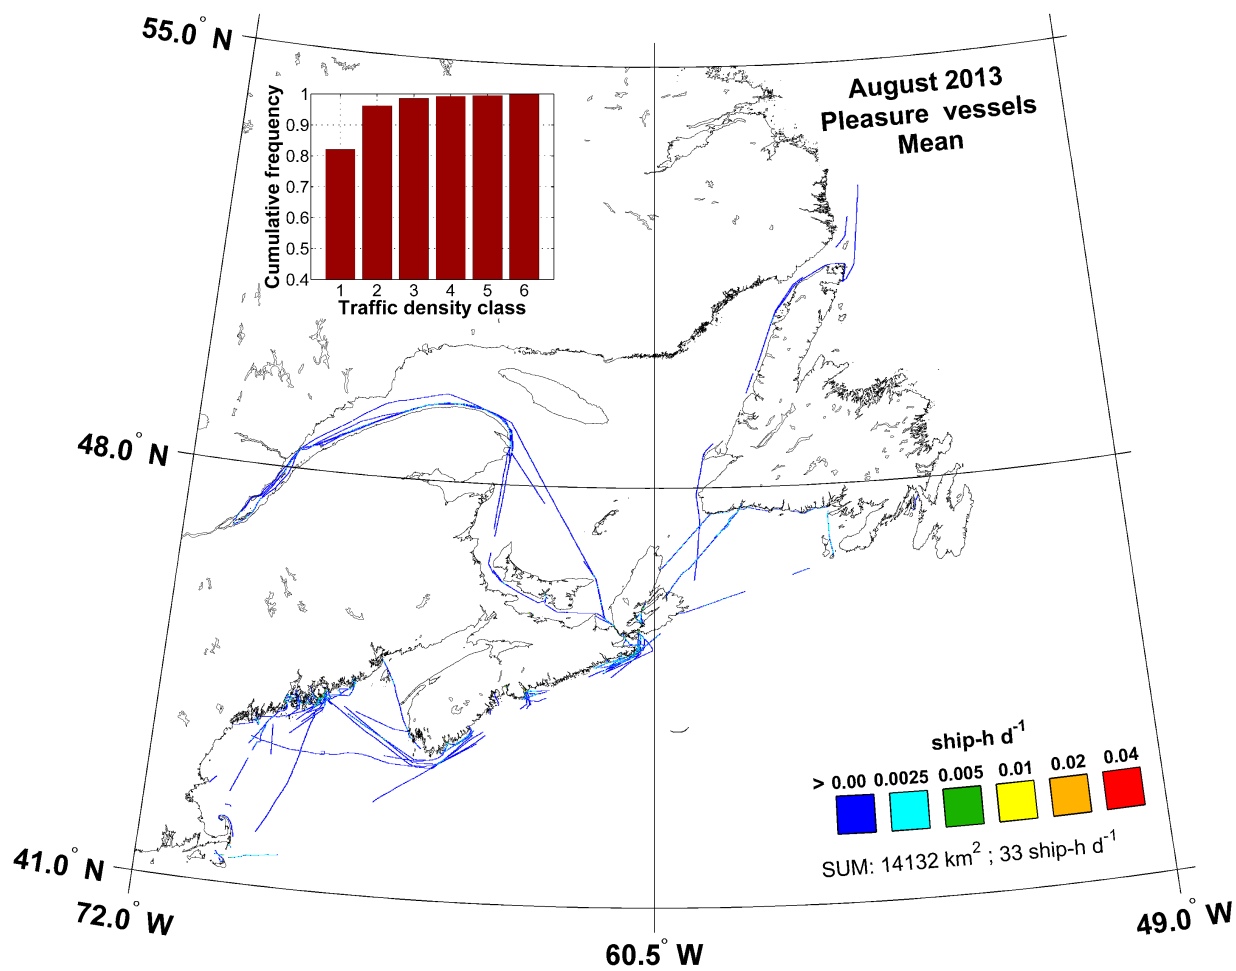 55.0° N
August 2013
Pleasure vessels
Mean
Cumulative frequency
1
0.9
0.8
0.7
0.6
0.5
0.4
1 2 3 4 5 6
Traffic density class
48.0° N
ship-h d-1
> 0.00 0.0025 0.005 0.01 0.02 0.04
SUM: 14132 km2 ; 33 ship-h d-1
41.0° N
72.0° W
60.5° W
49.0° W